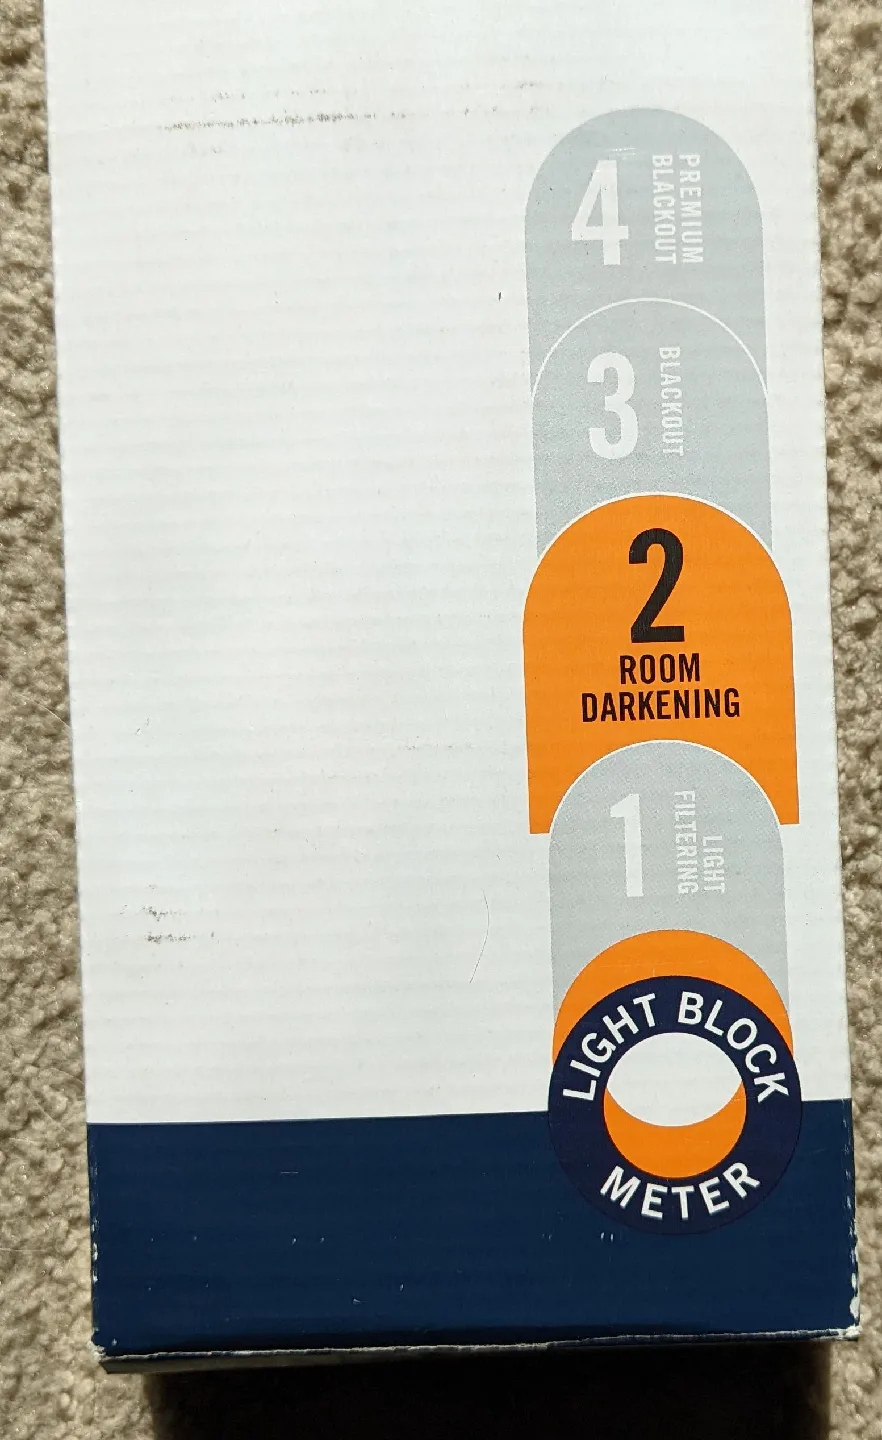 4
PREMIUM
BLACKOUT
3
BLACKOUT
2
ROOM
DARKENING
1
LIGHT
FILTERING
LIGHT BLOCK
METER